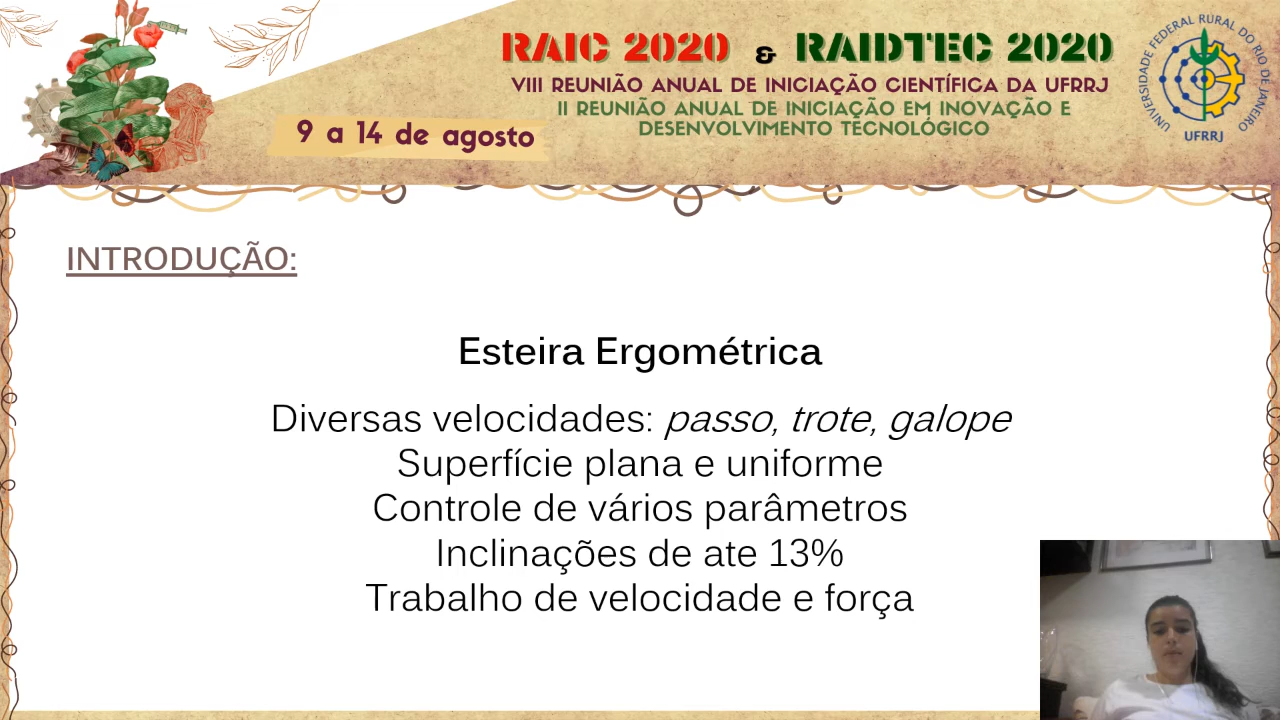 RAIC 2020 & RAIDTEC 2020
VIII REUNIÃO ANUAL DE INICIAÇÃO CIENTÍFICA DA UFRRJ
II REUNIÃO ANUAL DE INICIAÇÃO EM INOVAÇÃO E
DESENVOLVIMENTO TECNOLÓGICO
9 a 14 de agosto
UNIVERSIDADE FEDERAL RURAL DO RIO DE JANEIRO
UFRRJ
INTRODUÇÃO:
Esteira Ergométrica
Diversas velocidades: passo, trote, galope
Superfície plana e uniforme
Controle de vários parâmetros
Inclinações de ate 13%
Trabalho de velocidade e força